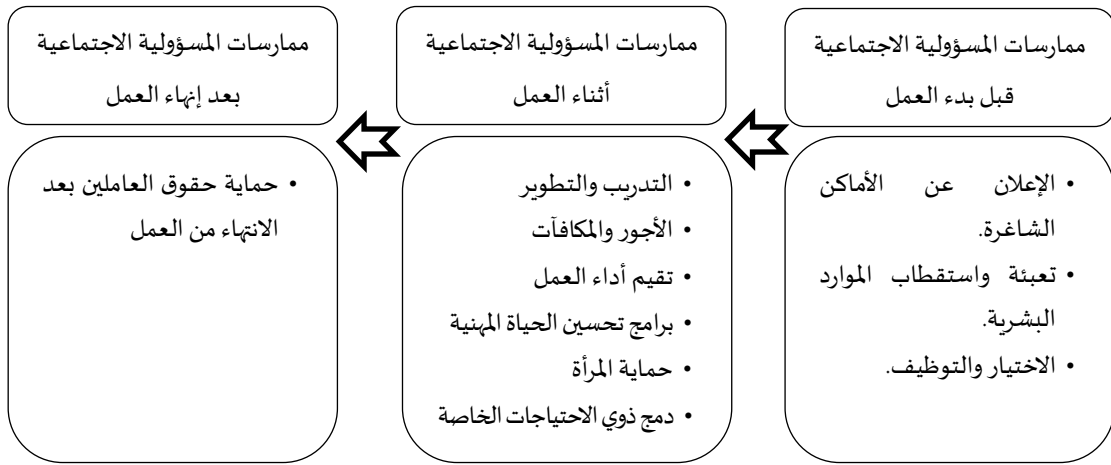 ممارسات المسؤولية الاجتماعية
قبل بدء العمل
• الإعلان عن الأماكن
الشاغرة.
• تعبئة واستقطاب الموارد
البشرية.
• الاختيار والتوظيف.
ممارسات المسؤولية الاجتماعية
أثناء العمل
• التدريب والتطوير
• الأجور والمكافآت
• تقيم أداء العمل
• برامج تحسين الحياة المهنية
• حماية المرأة
• دمج ذوي الاحتياجات الخاصة
ممارسات المسؤولية الاجتماعية
بعد إنهاء العمل
• حماية حقوق العاملين بعد
الانتهاء من العمل